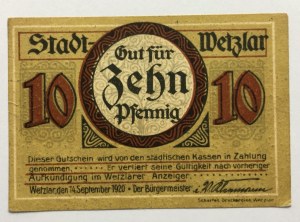 Stadt- Wetzlar
Gut für
10 Zehn 10
Pfennig
Dieser Gutschein wird von den städtischen Kassen in Zahlung
genommen. Er verliert seine Gültigkeit nach vorheriger
Aufkündigung im Wetzlarer Anzeiger.
Wetzlar, den 14. September 1920 - Der Bürgermeister